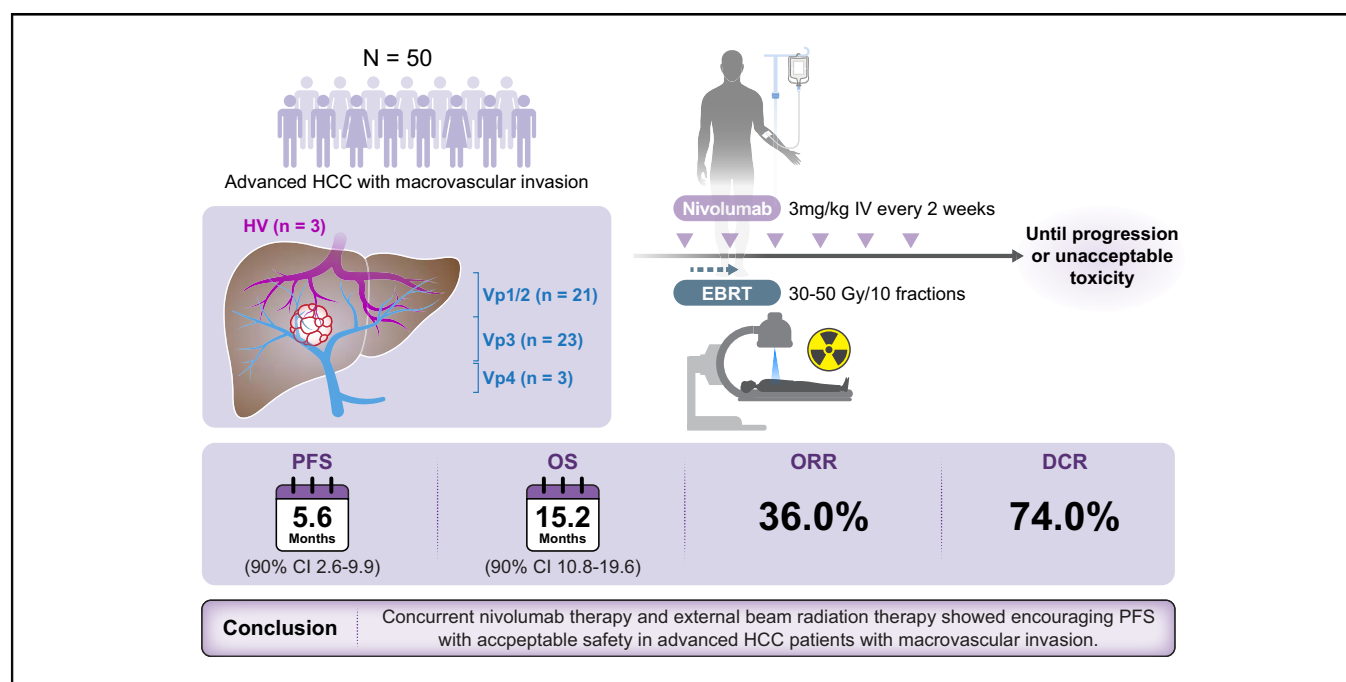 N = 50
Advanced HCC with macrovascular invasion
HV (n = 3)
Vp1/2 (n = 21)
Vp3 (n = 23)
Vp4 (n = 3)
Nivolumab 3mg/kg IV every 2 weeks
EBRT 30-50 Gy/10 fractions
Until progression
or unacceptable
toxicity
PFS
5.6
Months
(90% CI 2.6-9.9)
OS
15.2
Months
(90% CI 10.8-19.6)
ORR
36.0%
DCR
74.0%
Conclusion
Concurrent nivolumab therapy and external beam radiation therapy showed encouraging PFS
with accpeptable safety in advanced HCC patients with macrovascular invasion.